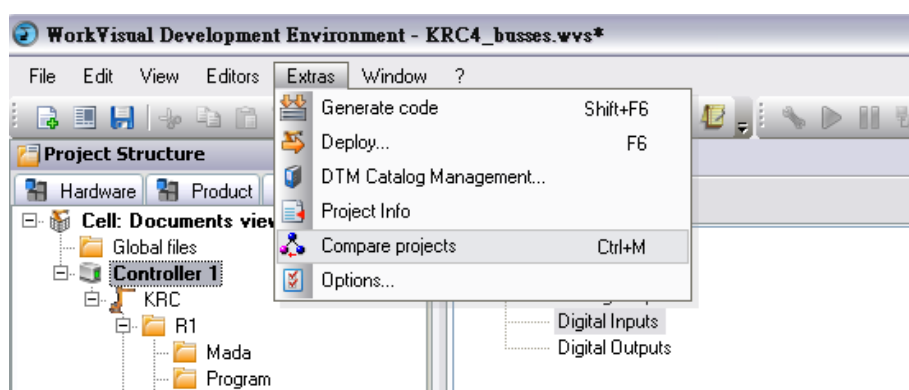 WorkVisual Development Environment - KRC4_busses.wvs*
File Edit View Editors Extras Window ?
Generate code Shift+F6
Deploy... F6
DTM Catalog Management...
Project Info
Compare projects Ctrl+M
Options...
Project Structure
Hardware Product
Cell: Documents view
Global files
Controller 1
KRC
R1
Mada
Program
Digital Inputs
Digital Outputs